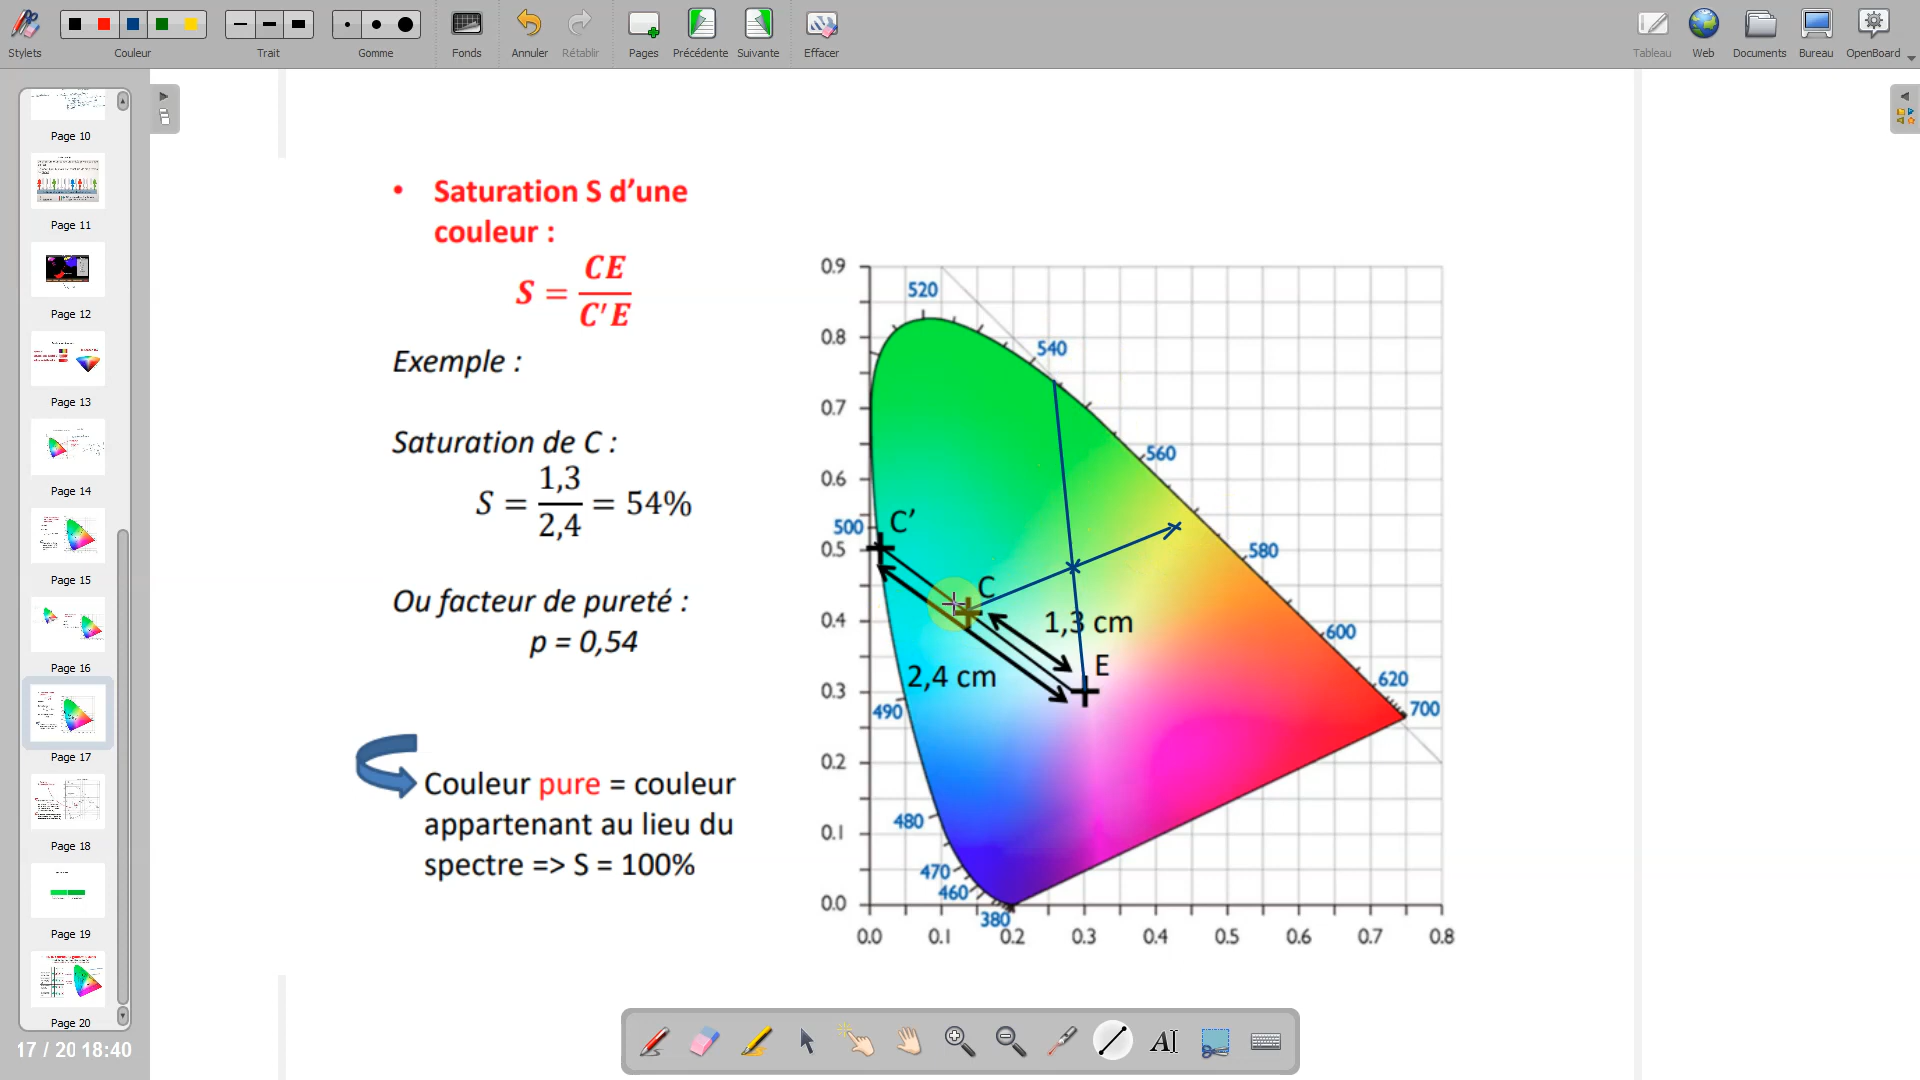 Stylets
Couleur
Trait
Gomme
Fonds
Annuler
Rétablir
Pages
Précédente
Suivante
Effacer
Tableau
Web
Documents
Bureau
OpenBoard
Page 10
Page 11
Page 12
Page 13
Page 14
Page 15
Page 16
Page 17
Page 18
Page 19
Page 20
17 / 20 18:40
• Saturation S d’une
couleur :
S = CE / C'E
Exemple :
Saturation de C :
S = 1,3 / 2,4 = 54%
Ou facteur de pureté :
p = 0,54
Couleur pure = couleur
appartenant au lieu du
spectre => S = 100%
0.9
0.8
0.7
0.6
0.5
0.4
0.3
0.2
0.1
0.0
0.0 0.1 0.2 0.3 0.4 0.5 0.6 0.7 0.8
520
540
560
580
600
620
700
500
490
480
470
460
380
C’
C
1,3 cm
E
2,4 cm
AI